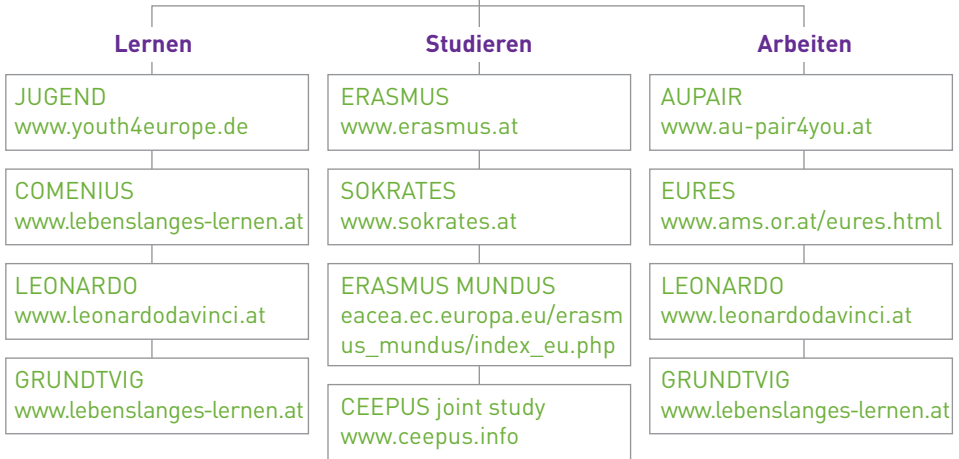 Lernen
JUGEND
www.youth4europe.de
COMENIUS
www.lebenslanges-lernen.at
LEONARDO
www.leonardodavinci.at
GRUNDTVIG
www.lebenslanges-lernen.at
Studieren
ERASMUS
www.erasmus.at
SOKRATES
www.sokrates.at
ERASMUS MUNDUS
eacea.ec.europa.eu/erasm
us_mundus/index_eu.php
CEEPUS joint study
www.ceepus.info
Arbeiten
AUPAIR
www.au-pair4you.at
EURES
www.ams.or.at/eures.html
LEONARDO
www.leonardodavinci.at
GRUNDTVIG
www.lebenslanges-lernen.at